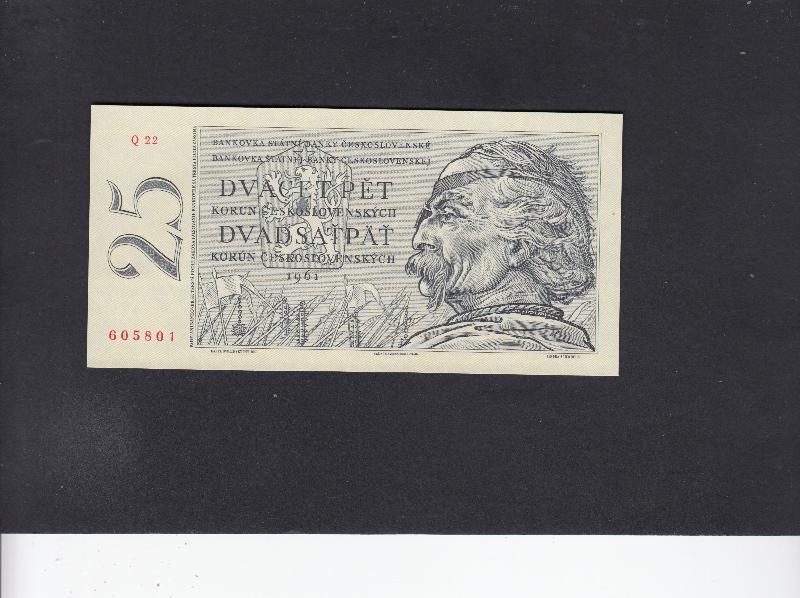 Q 22
25
605801
BANKOVKA STÁTNÍ BANKY ČESKOSLOVENSKÉ
BANKOVKA ŠTÁTNEJ BANKY ČESKOSLOVENSKEJ
DVACET PĚT
KORUN ČESKOSLOVENSKÝCH
DVADSAŤPÄŤ
KORÚN ČESKOSLOVENSKÝCH
1961